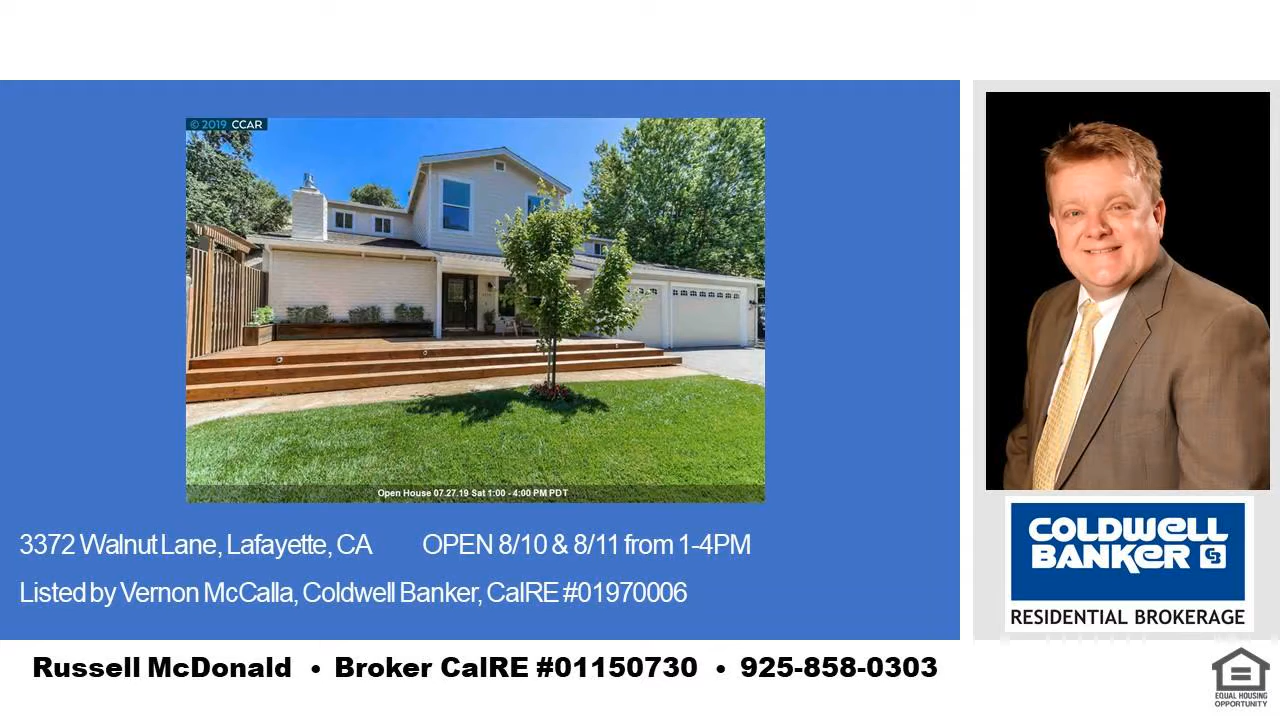 © 2019 CCAR
Open House 07.27.19 Sat 1:00 - 4:00 PM PDT
3372 Walnut Lane, Lafayette, CA OPEN 8/10 & 8/11 from 1-4PM
Listed by Vernon McCalla, Coldwell Banker, CalRE #01970006
COLDWELL
BANKER CB
RESIDENTIAL BROKERAGE
Russell McDonald • Broker CalRE #01150730 • 925-858-0303
EQUAL HOUSING
OPPORTUNITY